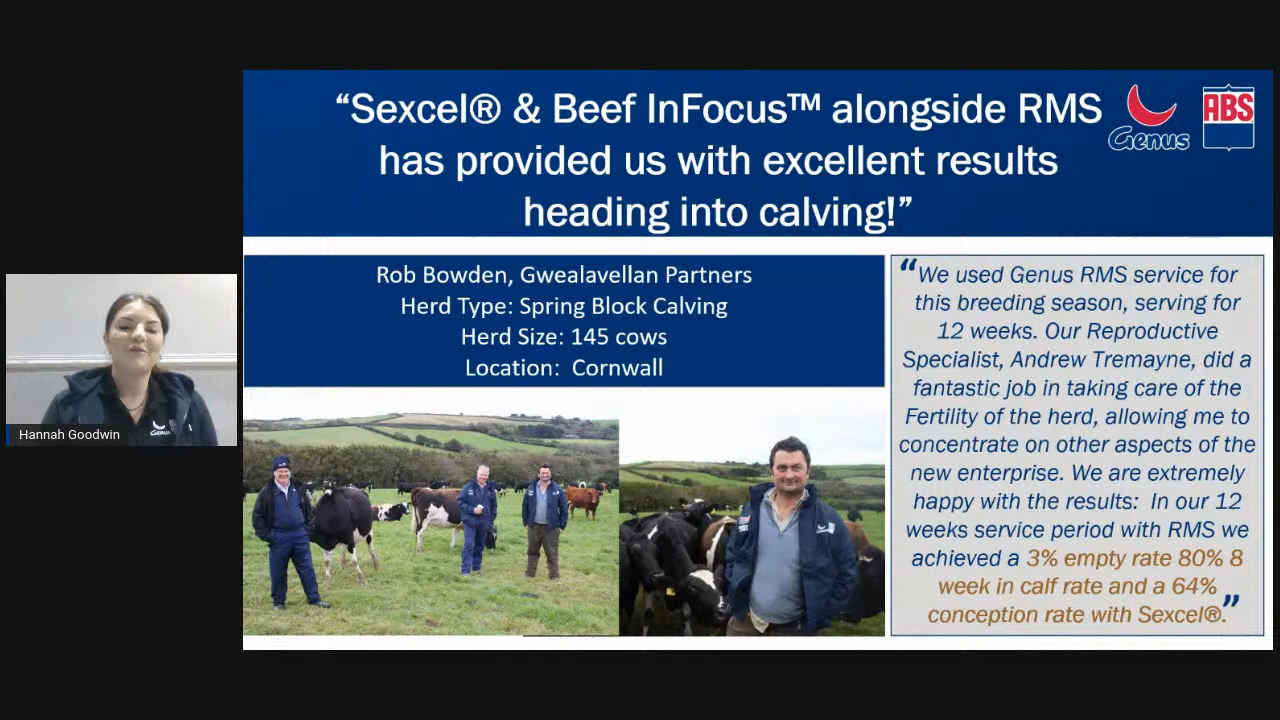 “Sexcel® & Beef InFocus™ alongside RMS
has provided us with excellent results
heading into calving!”
Genus
ABS
Rob Bowden, Gwealavellan Partners
Herd Type: Spring Block Calving
Herd Size: 145 cows
Location:  Cornwall
“We used Genus RMS service for
this breeding season, serving for
12 weeks. Our Reproductive
Specialist, Andrew Tremayne, did a
fantastic job in taking care of the
Fertility of the herd, allowing me to
concentrate on other aspects of the
new enterprise. We are extremely
happy with the results:  In our 12
weeks service period with RMS we
achieved a 3% empty rate 80% 8
week in calf rate and a 64%
conception rate with Sexcel®.”
Hannah Goodwin